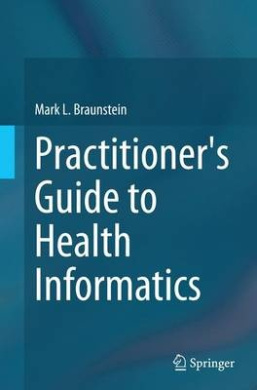 Mark L. Braunstein
Practitioner's
Guide to
Health
Informatics
Springer